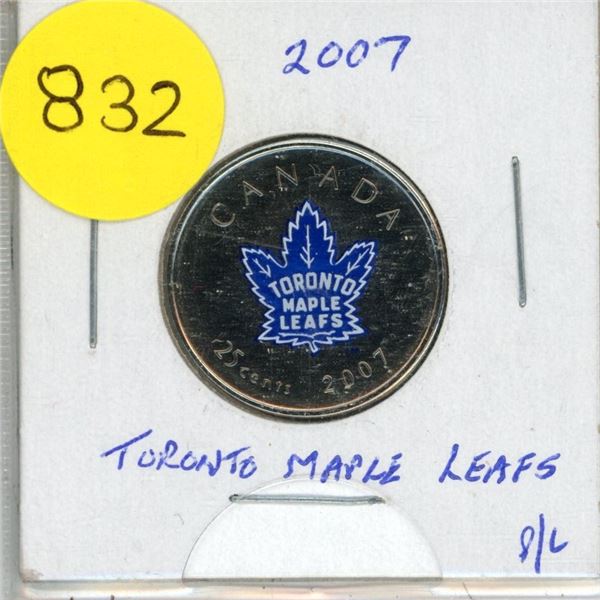 832
2007
CANADA
TORONTO
MAPLE
LEAFS
25 cents 2007
TORONTO MAPLE LEAFS
P/L